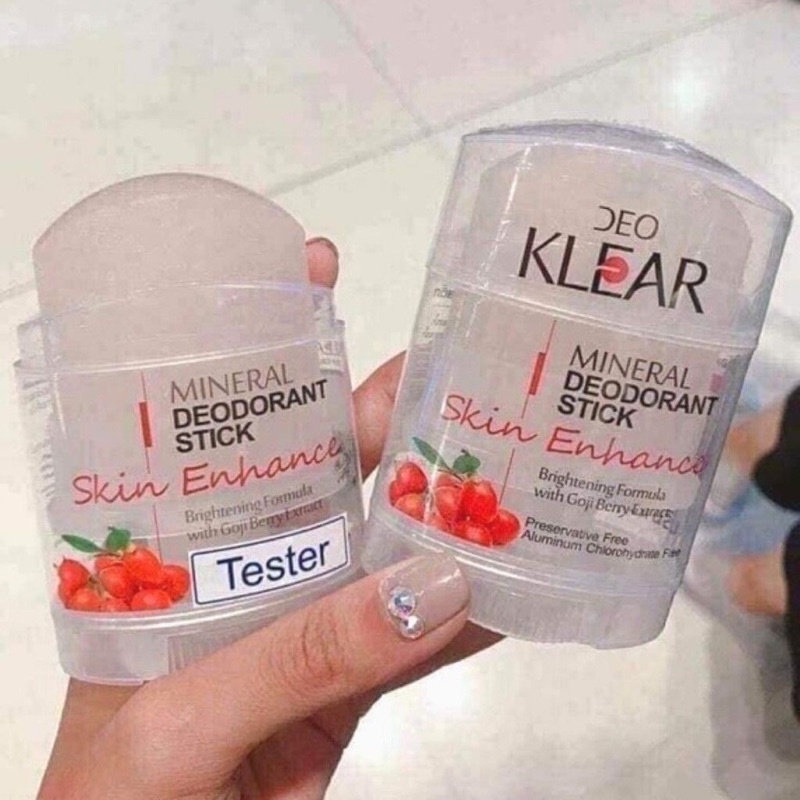 MINERAL
DEODORANT
STICK
Skin Enhance
Brightening Formula
with Goji Berry Extract
Tester
DEO
KLEAR
MINERAL
DEODORANT
STICK
Skin Enhance
Brightening Formula
with Goji Berry Extract
Preservative Free
Aluminum Chlorohydrate Free